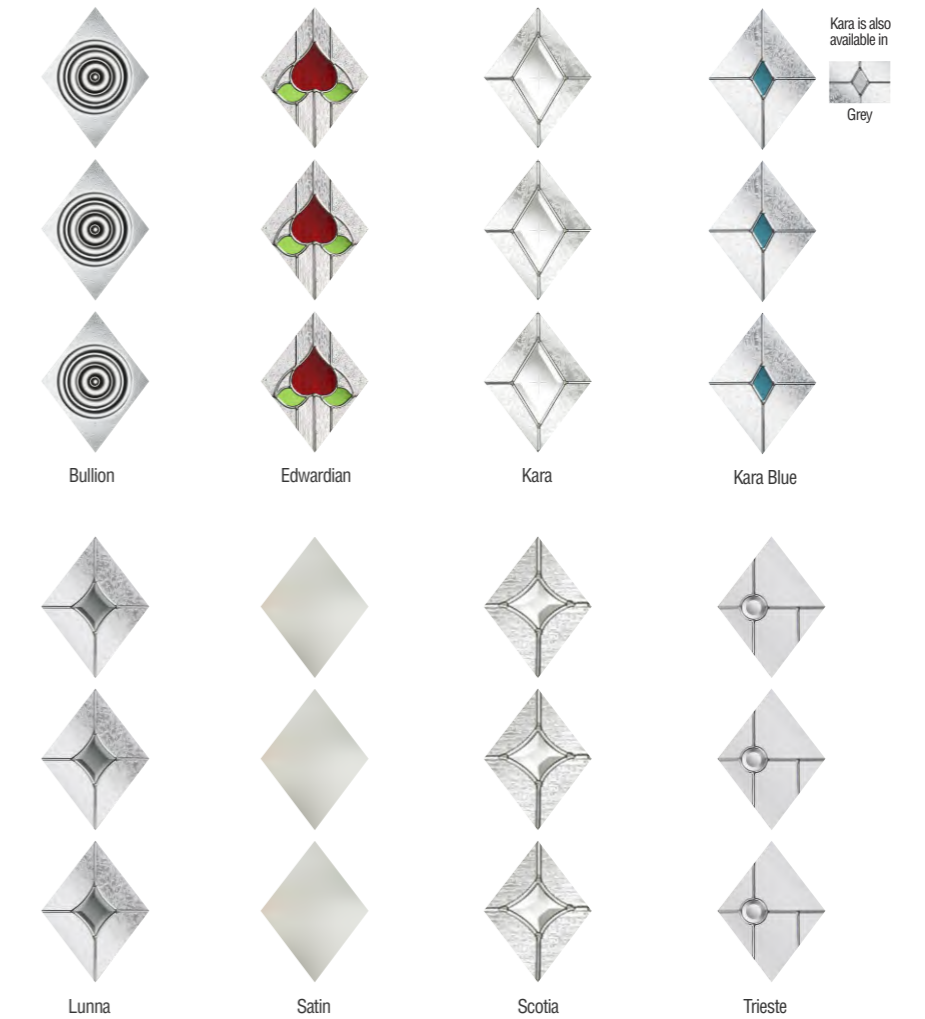 Kara is also
available in
Grey
Bullion
Edwardian
Kara
Kara Blue
Lunna
Satin
Scotia
Trieste